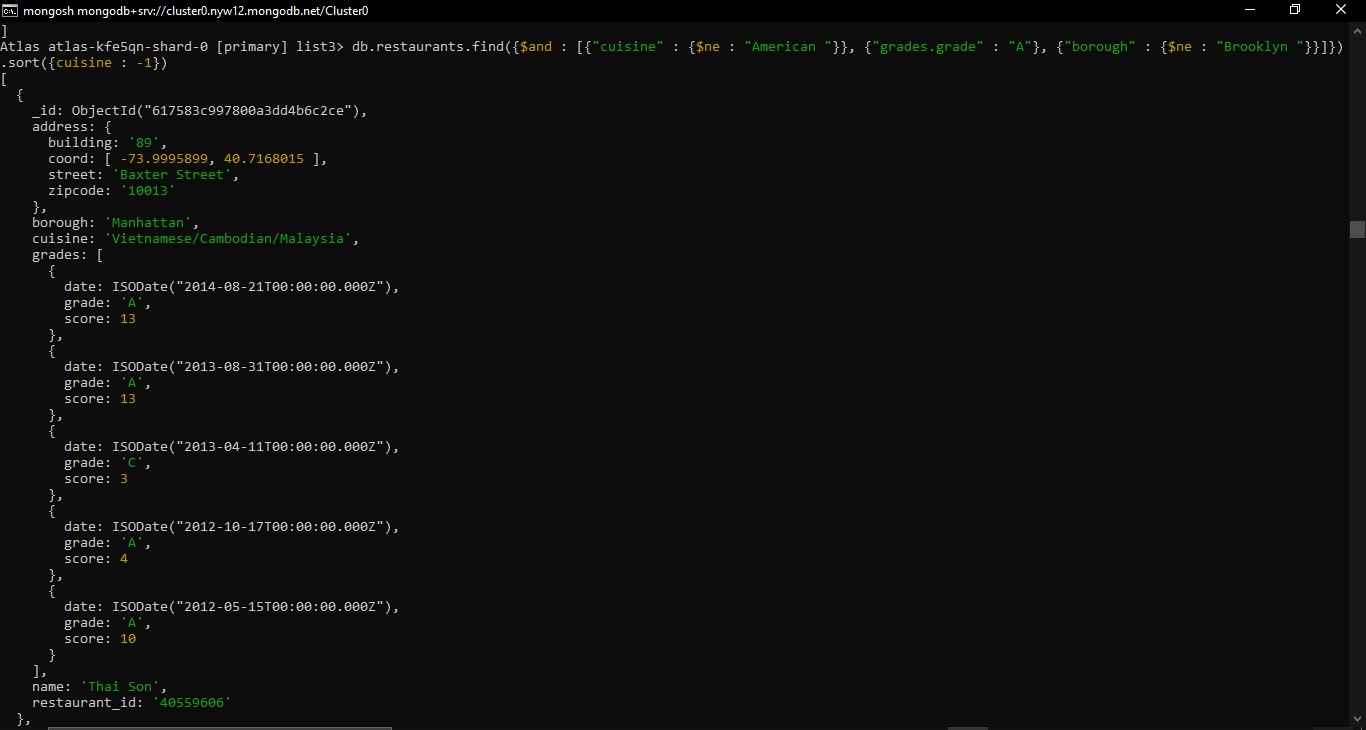 mongosh mongodb+srv://cluster0.nyw12.mongodb.net/Cluster0
]
Atlas atlas-kfe5qn-shard-0 [primary] list3> db.restaurants.find({$and : [{"cuisine" : {$ne : "American "}}, {"grades.grade" : "A"}, {"borough" : {$ne : "Brooklyn "}}]})
.sort({cuisine : -1})
[
  {
    _id: ObjectId("617583c997800a3dd4b6c2ce"),
    address: {
      building: '89',
      coord: [ -73.9995899, 40.7168015 ],
      street: 'Baxter Street',
      zipcode: '10013'
    },
    borough: 'Manhattan',
    cuisine: 'Vietnamese/Cambodian/Malaysia',
    grades: [
      {
        date: ISODate("2014-08-21T00:00:00.000Z"),
        grade: 'A',
        score: 13
      },
      {
        date: ISODate("2013-08-31T00:00:00.000Z"),
        grade: 'A',
        score: 13
      },
      {
        date: ISODate("2013-04-11T00:00:00.000Z"),
        grade: 'C',
        score: 3
      },
      {
        date: ISODate("2012-10-17T00:00:00.000Z"),
        grade: 'A',
        score: 4
      },
      {
        date: ISODate("2012-05-15T00:00:00.000Z"),
        grade: 'A',
        score: 10
      }
    ],
    name: 'Thai Son',
    restaurant_id: '40559606'
  },